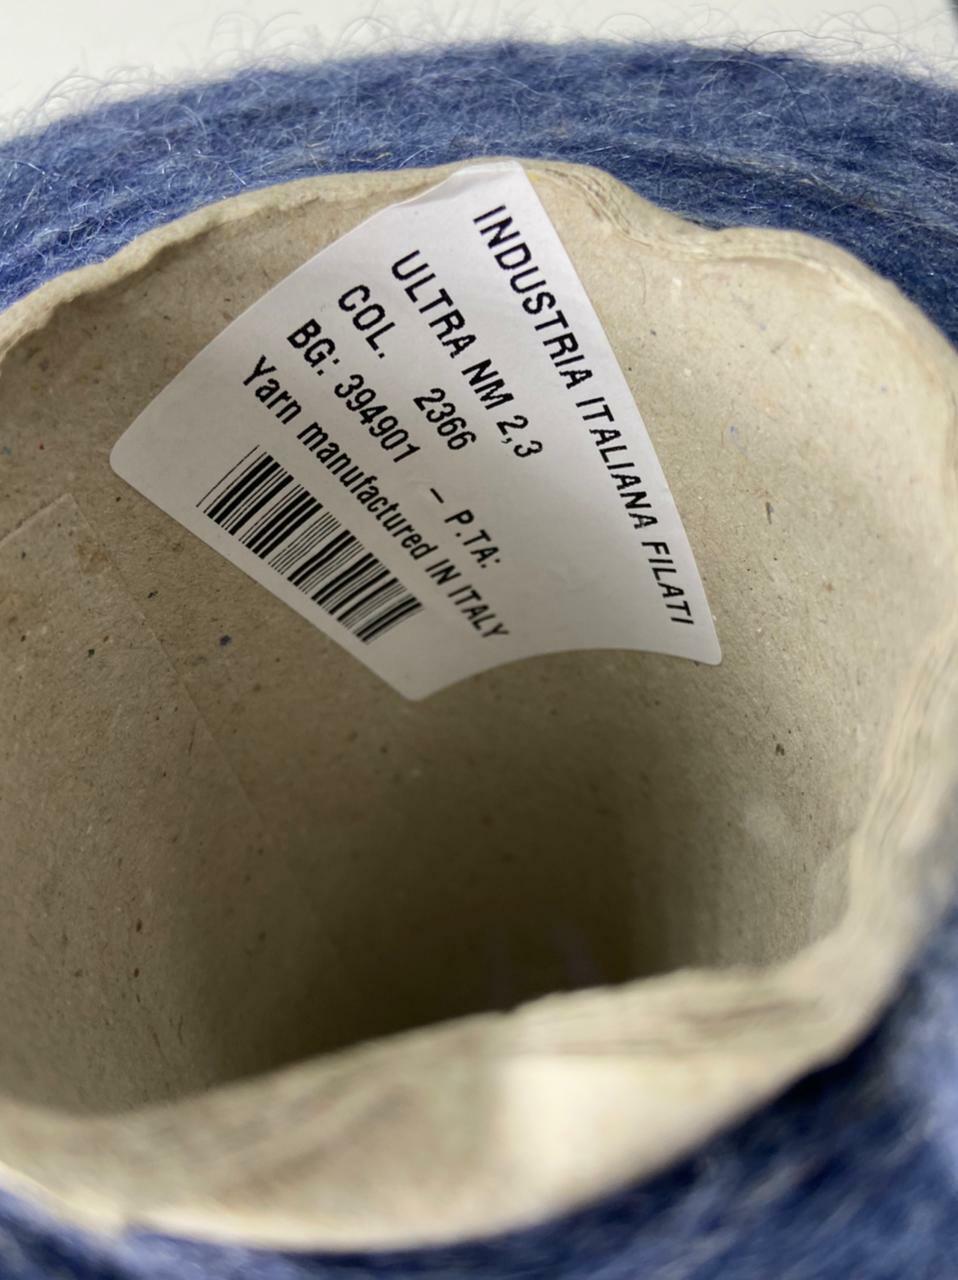 INDUSTRIA ITALIANA FILATI
ULTRA NM 2,3
COL. 2366
BG: 394901 - P.TA:
Yarn manufactured IN ITALY